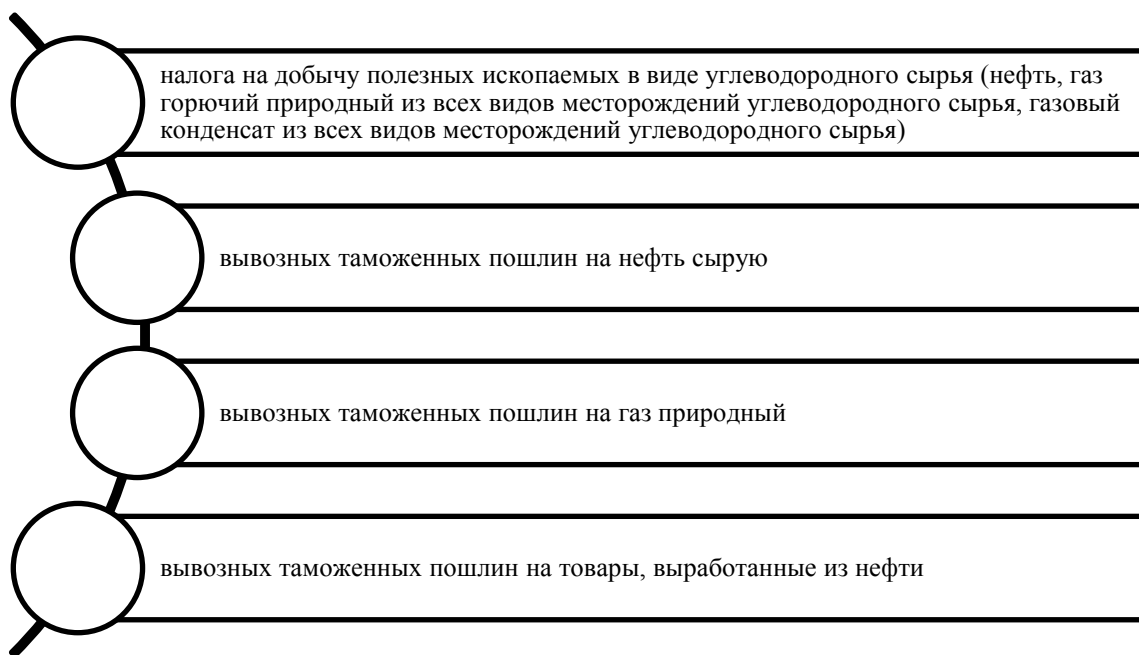 налога на добычу полезных ископаемых в виде углеводородного сырья (нефть, газ
горючий природный из всех видов месторождений углеводородного сырья, газовый
конденсат из всех видов месторождений углеводородного сырья)
вывозных таможенных пошлин на нефть сырую
вывозных таможенных пошлин на газ природный
вывозных таможенных пошлин на товары, выработанные из нефти